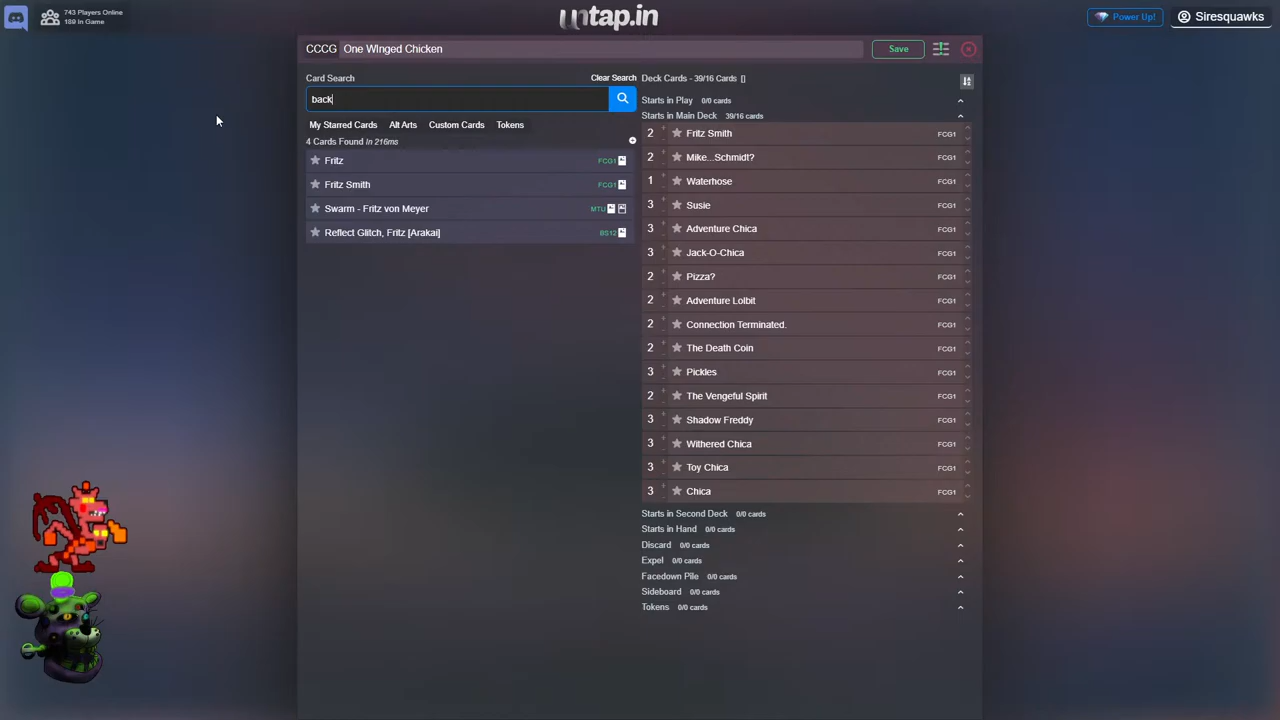 743 Players Online
189 In Game
untap.in
Power Up!
Siresquawks
CCCG One WInged Chicken
Save
Card Search
Clear Search
back
My Starred Cards Alt Arts Custom Cards Tokens
4 Cards Found in 216ms
Fritz FCG1
Fritz Smith FCG1
Swarm - Fritz von Meyer MTU
Reflect Glitch, Fritz [Arakai] BS12
Deck Cards - 39/16 Cards []
Starts in Play 0/0 cards
Starts in Main Deck 39/16 cards
2 Fritz Smith FCG1
2 Mike...Schmidt? FCG1
1 Waterhose FCG1
3 Susie FCG1
3 Adventure Chica FCG1
3 Jack-O-Chica FCG1
2 Pizza? FCG1
2 Adventure Lolbit FCG1
2 Connection Terminated. FCG1
2 The Death Coin FCG1
3 Pickles FCG1
2 The Vengeful Spirit FCG1
3 Shadow Freddy FCG1
3 Withered Chica FCG1
3 Toy Chica FCG1
3 Chica FCG1
Starts in Second Deck 0/0 cards
Starts in Hand 0/0 cards
Discard 0/0 cards
Expel 0/0 cards
Facedown Pile 0/0 cards
Sideboard 0/0 cards
Tokens 0/0 cards